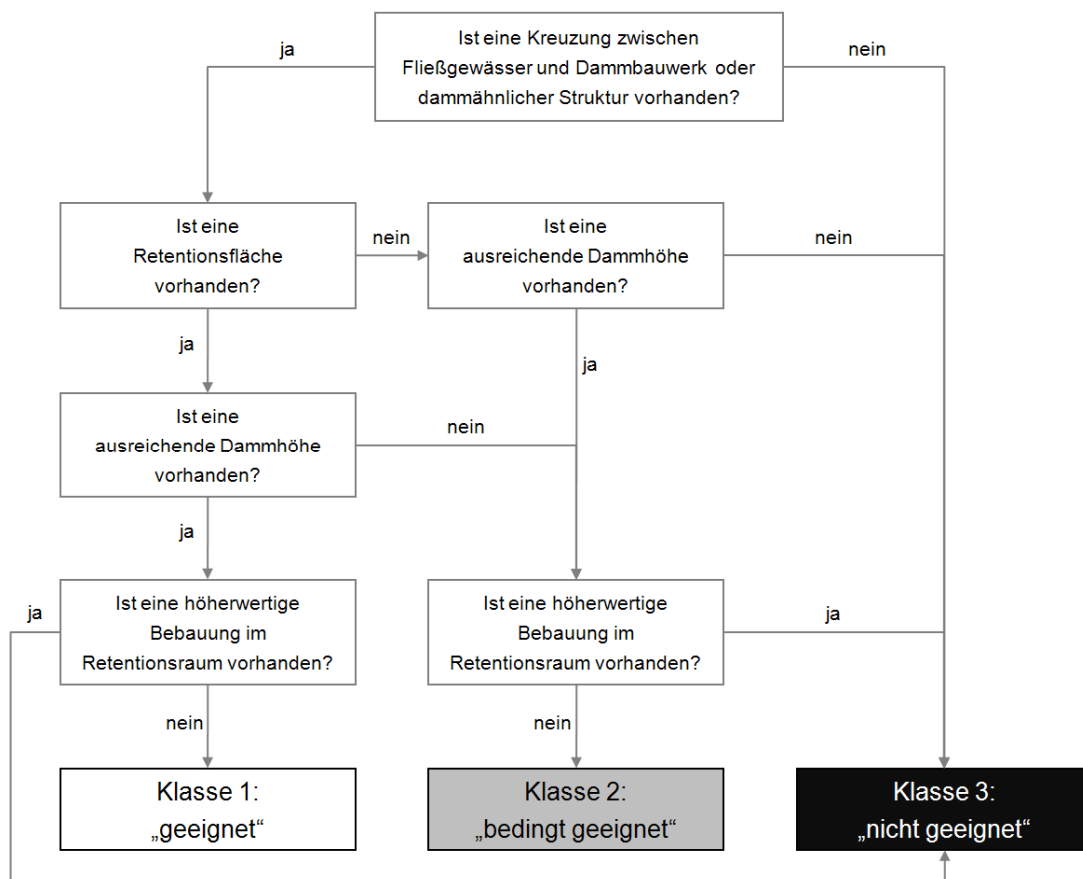 Ist eine Kreuzung zwischen
Fließgewässer und Dammbauwerk oder
dammähnlicher Struktur vorhanden?
ja
nein
Ist eine
Retentionsfläche
vorhanden?
nein
Ist eine
ausreichende Dammhöhe
vorhanden?
nein
ja
ja
Ist eine
ausreichende Dammhöhe
vorhanden?
nein
ja
ja
Ist eine höherwertige
Bebauung im
Retentionsraum vorhanden?
Ist eine höherwertige
Bebauung im
Retentionsraum vorhanden?
ja
nein
nein
Klasse 1:
„geeignet“
Klasse 2:
„bedingt geeignet“
Klasse 3:
„nicht geeignet“